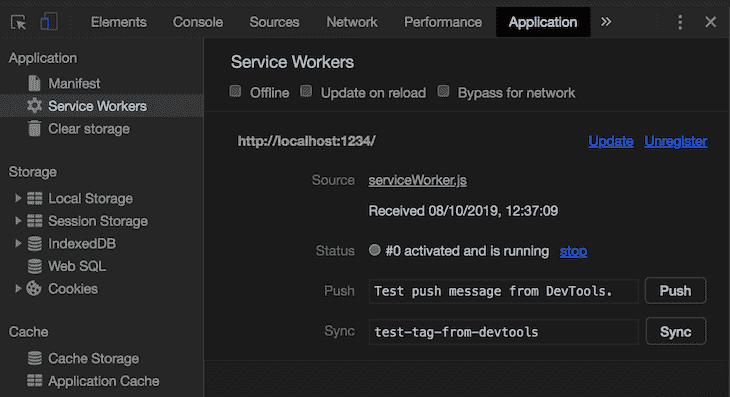 Elements Console Sources Network Performance Application »
Application
Manifest
Service Workers
Clear storage
Storage
Local Storage
Session Storage
IndexedDB
Web SQL
Cookies
Cache
Cache Storage
Application Cache
Service Workers
Offline Update on reload Bypass for network
http://localhost:1234/ Update Unregister
Source serviceWorker.js
Received 08/10/2019, 12:37:09
Status #0 activated and is running stop
Push Test push message from DevTools. Push
Sync test-tag-from-devtools Sync